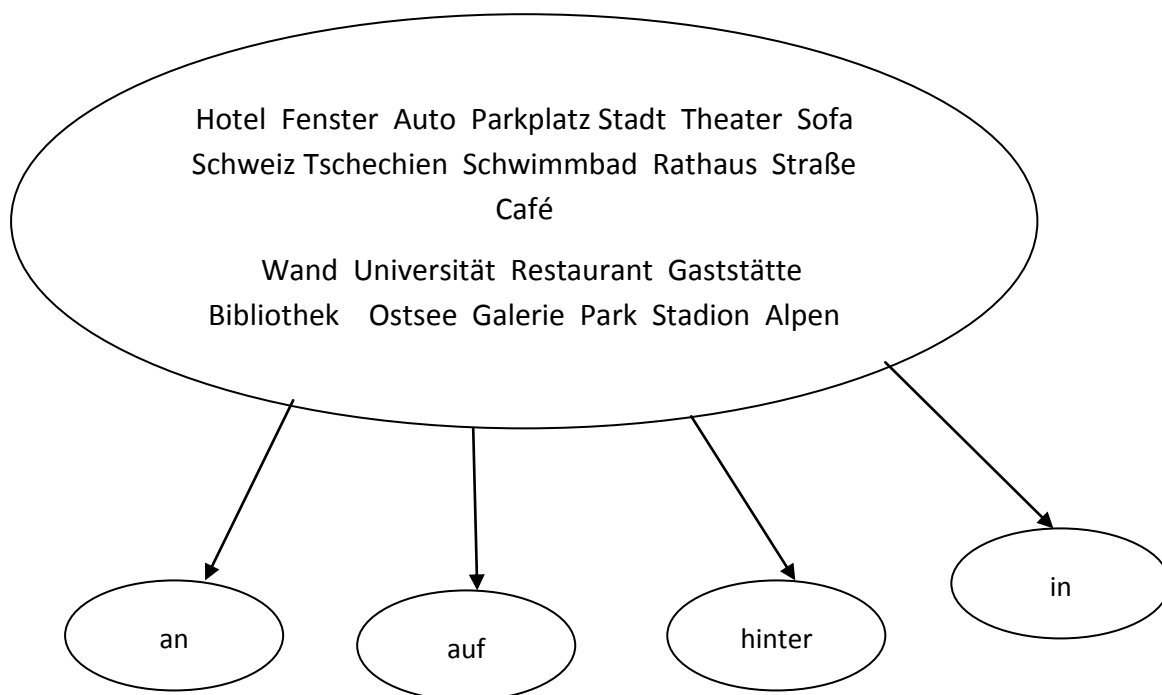 Hotel Fenster Auto Parkplatz Stadt Theater Sofa
Schweiz Tschechien Schwimmbad Rathaus Straße
Café
Wand Universität Restaurant Gaststätte
Bibliothek Ostsee Galerie Park Stadion Alpen
an
auf
hinter
in